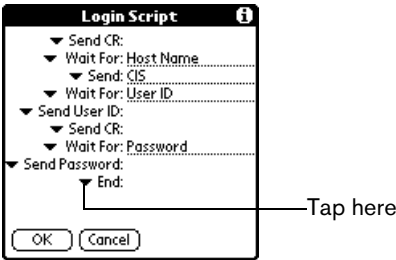 Login Script i
Send CR:
Wait For: Host Name
Send: CIS
Wait For: User ID
Send User ID:
Send CR:
Wait For: Password
Send Password:
End:
Tap here
OK Cancel